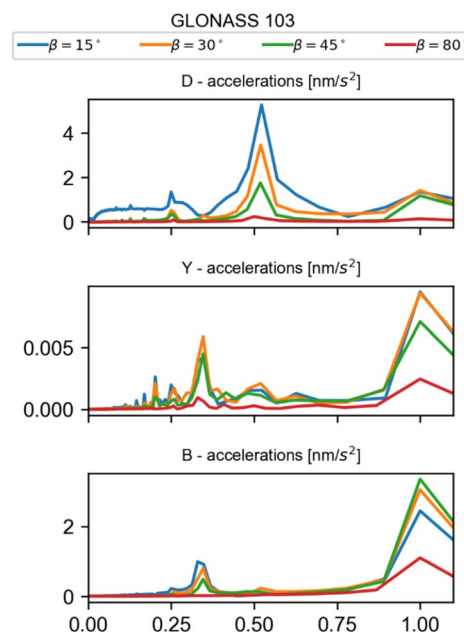 GLONASS 103
β = 15° β = 30° β = 45° β = 80
D - accelerations [nm/s²]
4
2
0
Y - accelerations [nm/s²]
0.005
0.000
B - accelerations [nm/s²]
2
0
0.00 0.25 0.50 0.75 1.00